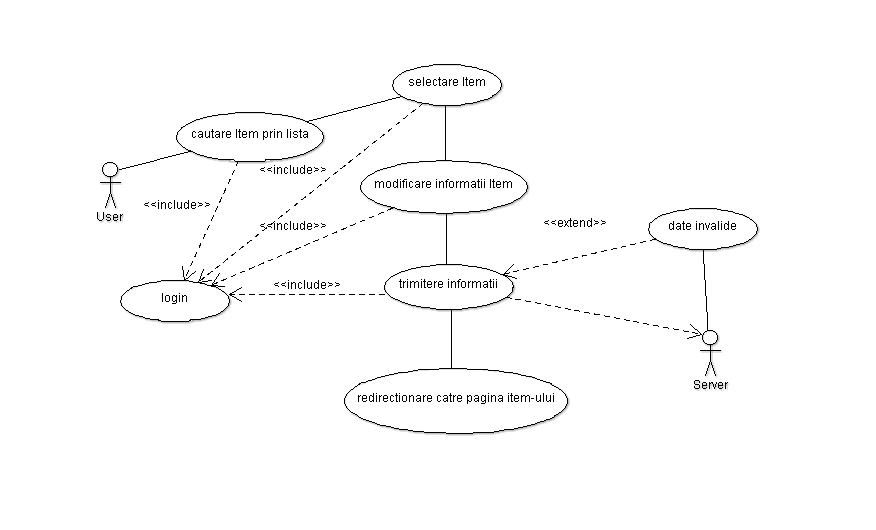 selectare Item
cautare Item prin lista
<<include>>
modificare informatii Item
<<include>>
User
<<include>>
<<extend>>
date invalide
trimitere informatii
<<include>>
login
Server
redirectionare catre pagina item-ului